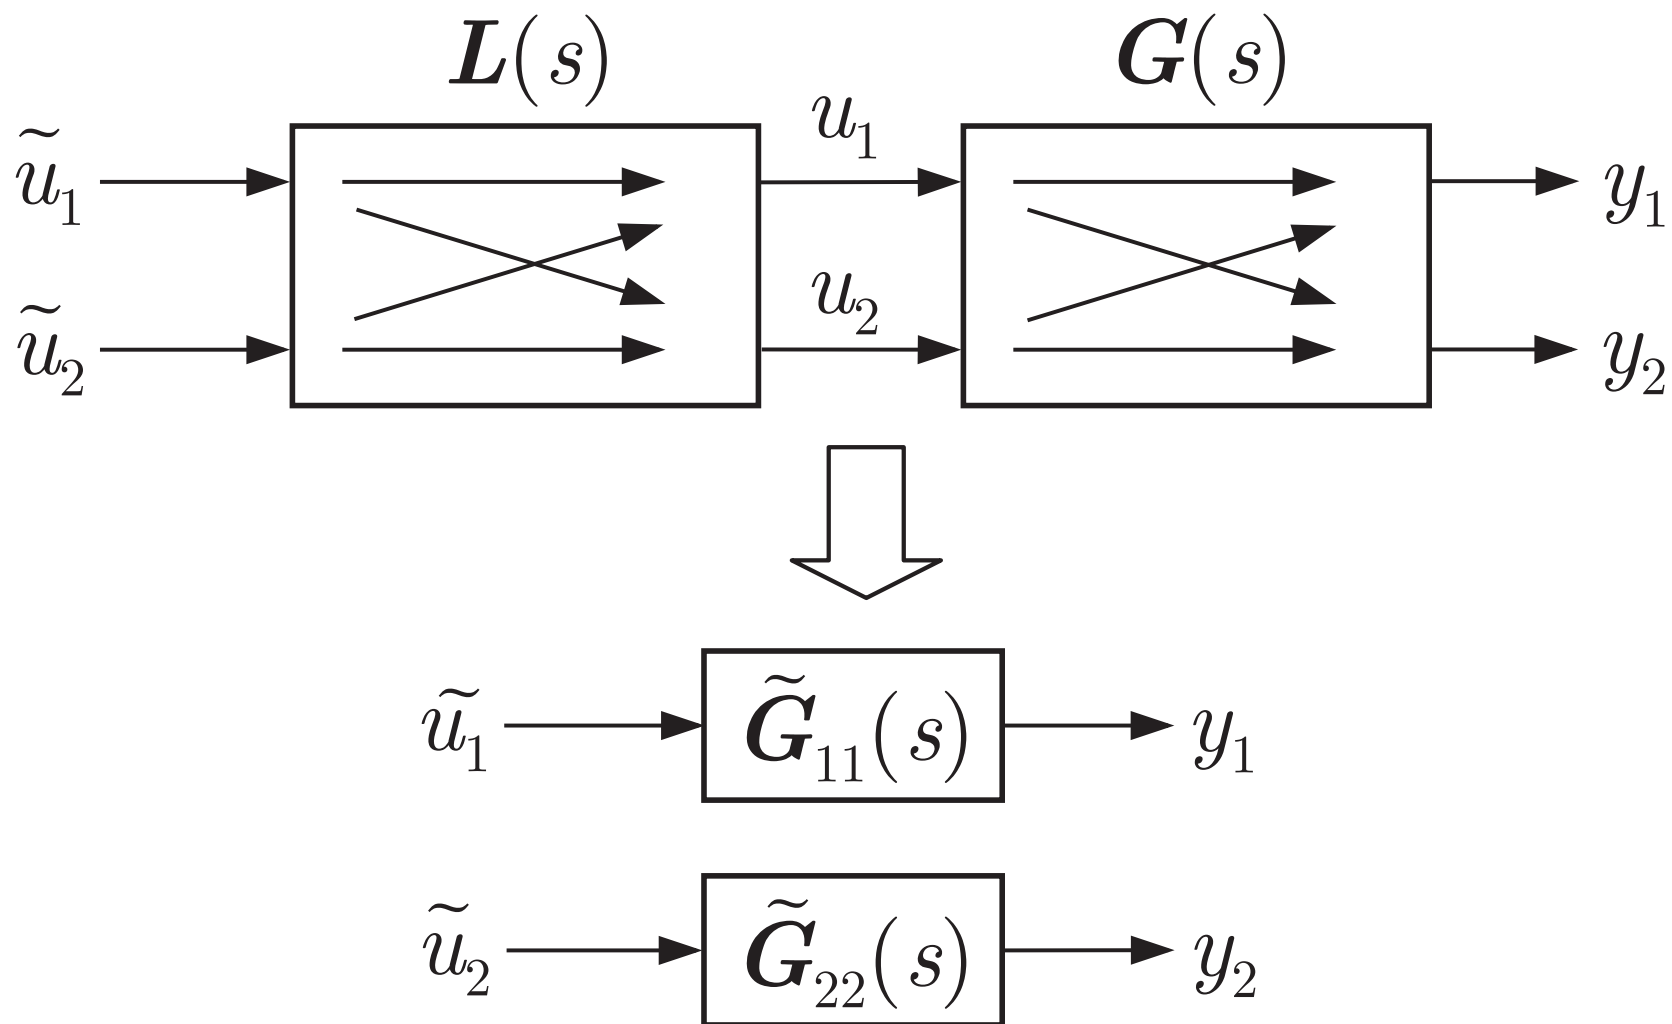 L(s) G(s)
ũ₁ u₁ y₁
ũ₂ u₂ y₂
ũ₁ G̃₁₁(s) y₁
ũ₂ G̃₂₂(s) y₂